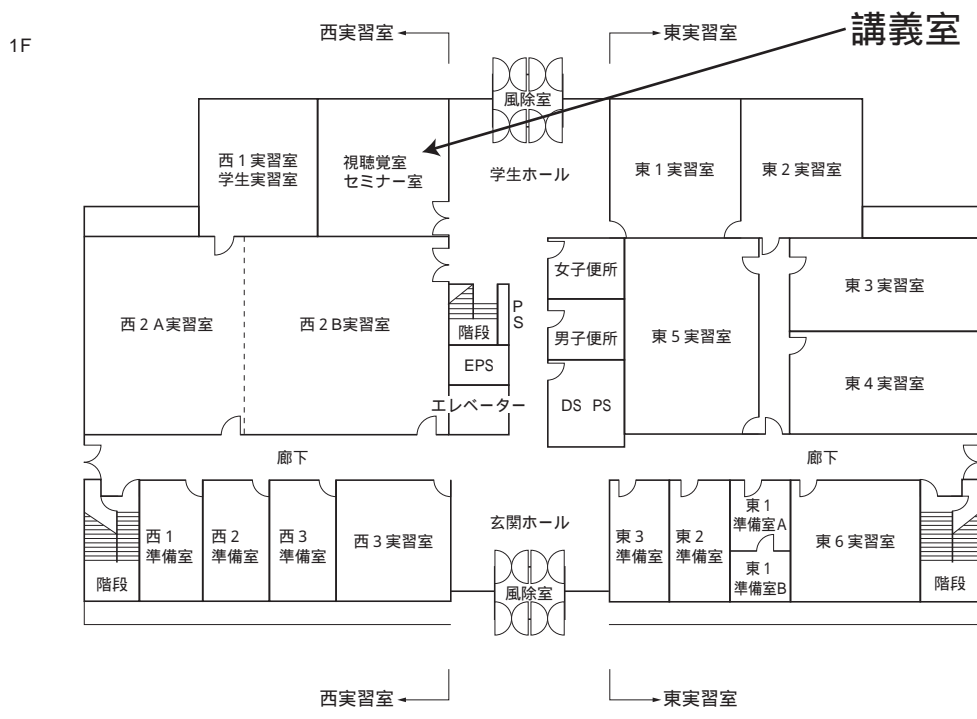 1F
西実習室
東実習室
講義室
風除室
西1実習室
学生実習室
視聴覚室
セミナー室
学生ホール
東1実習室
東2実習室
女子便所
東3実習室
西2A実習室
西2B実習室
階段
PS
男子便所
東5実習室
EPS
東4実習室
エレベーター
DS PS
廊下
廊下
階段
西1
準備室
西2
準備室
西3
準備室
西3実習室
玄関ホール
風除室
東3
準備室
東2
準備室
東1
準備室A
東1
準備室B
東6実習室
階段
西実習室
東実習室